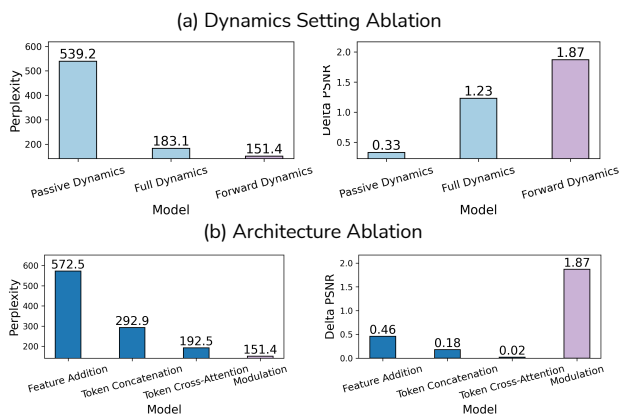 (a) Dynamics Setting Ablation
600
500
400
300
200
Perplexity
539.2
183.1
151.4
Passive Dynamics
Full Dynamics
Forward Dynamics
Model
2.0
1.5
1.0
0.5
Delta PSNR
0.33
1.23
1.87
Passive Dynamics
Full Dynamics
Forward Dynamics
Model
(b) Architecture Ablation
600
500
400
300
200
Perplexity
572.5
292.9
192.5
151.4
Feature Addition
Token Concatenation
Token Cross-Attention
Modulation
Model
2.0
1.5
1.0
0.5
0.0
Delta PSNR
0.46
0.18
0.02
1.87
Feature Addition
Token Concatenation
Token Cross-Attention
Modulation
Model